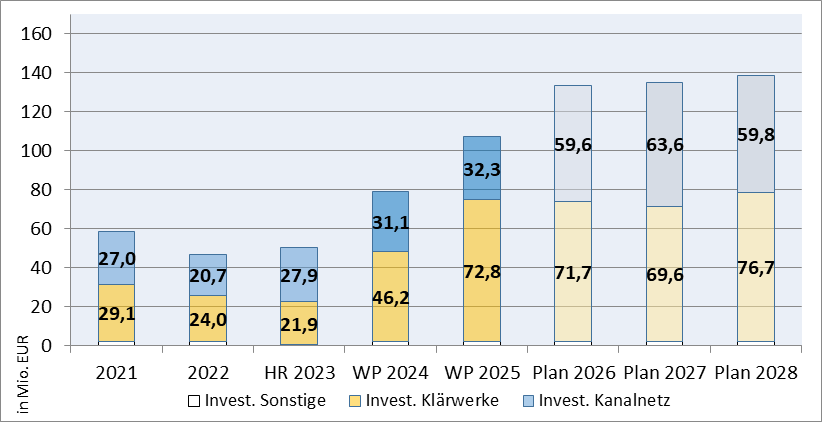 160
140
120
100
80
60
40
20
0
in Mio. EUR
27,0 20,7 27,9 31,1 32,3 59,6 63,6 59,8
29,1 24,0 21,9 46,2 72,8 71,7 69,6 76,7
2021 2022 HR 2023 WP 2024 WP 2025 Plan 2026 Plan 2027 Plan 2028
Invest. Sonstige Invest. Klärwerke Invest. Kanalnetz